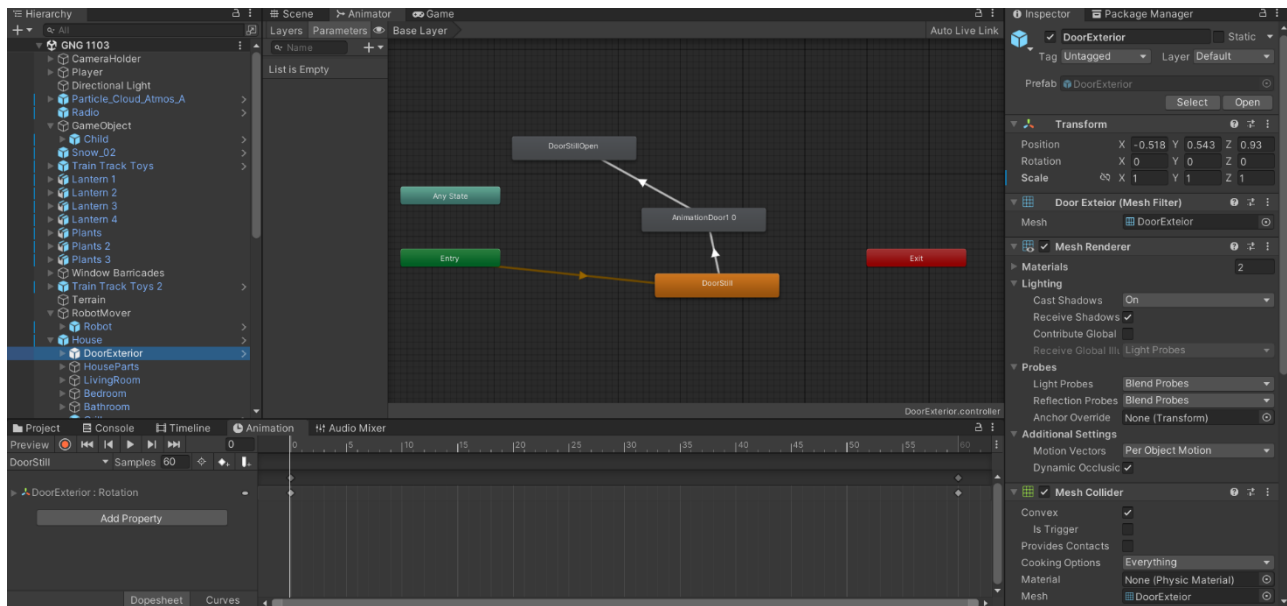 Hierarchy
All
GNG 1103
CameraHolder
Player
Directional Light
Particle_Cloud_Atmos_A
Radio
GameObject
Child
Snow_02
Train Track Toys
Lantern 1
Lantern 2
Lantern 3
Lantern 4
Plants
Plants 2
Plants 3
Window Barricades
Train Track Toys 2
Terrain
RobotMover
Robot
House
DoorExterior
HouseParts
LivingRoom
Bedroom
Bathroom
Scene Animator Game
Layers Parameters Base Layer Auto Live Link
Name
List is Empty
DoorStillOpen
Any State
AnimationDoor1 0
Entry
Exit
DoorStill
DoorExterior.controller
Project Console Timeline Animation Audio Mixer
Preview 0
0 5 10 15 20 25 30 35 40 45 50 55 60
DoorStill Samples 60
DoorExterior : Rotation
Add Property
Dopesheet Curves
Inspector Package Manager
DoorExterior Static
Tag Untagged Layer Default
Prefab DoorExterior
Select Open
Transform
Position X -0.518 Y 0.543 Z 0.93
Rotation X 0 Y 0 Z 0
Scale X 1 Y 1 Z 1
Door Exteior (Mesh Filter)
Mesh DoorExteior
Mesh Renderer
Materials 2
Lighting
Cast Shadows On
Receive Shadows
Contribute Global
Receive Global Illu Light Probes
Probes
Light Probes Blend Probes
Reflection Probes Blend Probes
Anchor Override None (Transform)
Additional Settings
Motion Vectors Per Object Motion
Dynamic Occlusic
Mesh Collider
Convex
Is Trigger
Provides Contacts
Cooking Options Everything
Material None (Physic Material)
Mesh DoorExteior